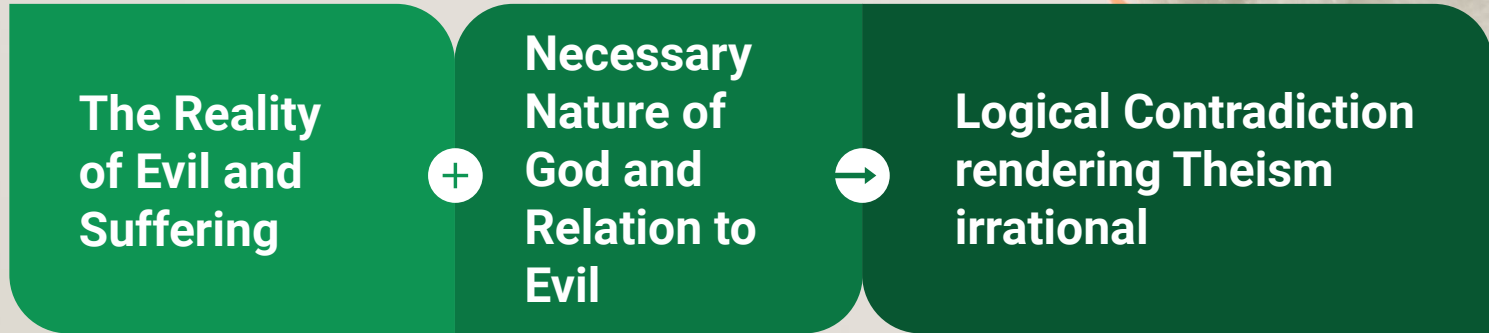 The Reality
of Evil and
Suffering
+
Necessary
Nature of
God and
Relation to
Evil
→
Logical Contradiction
rendering Theism
irrational